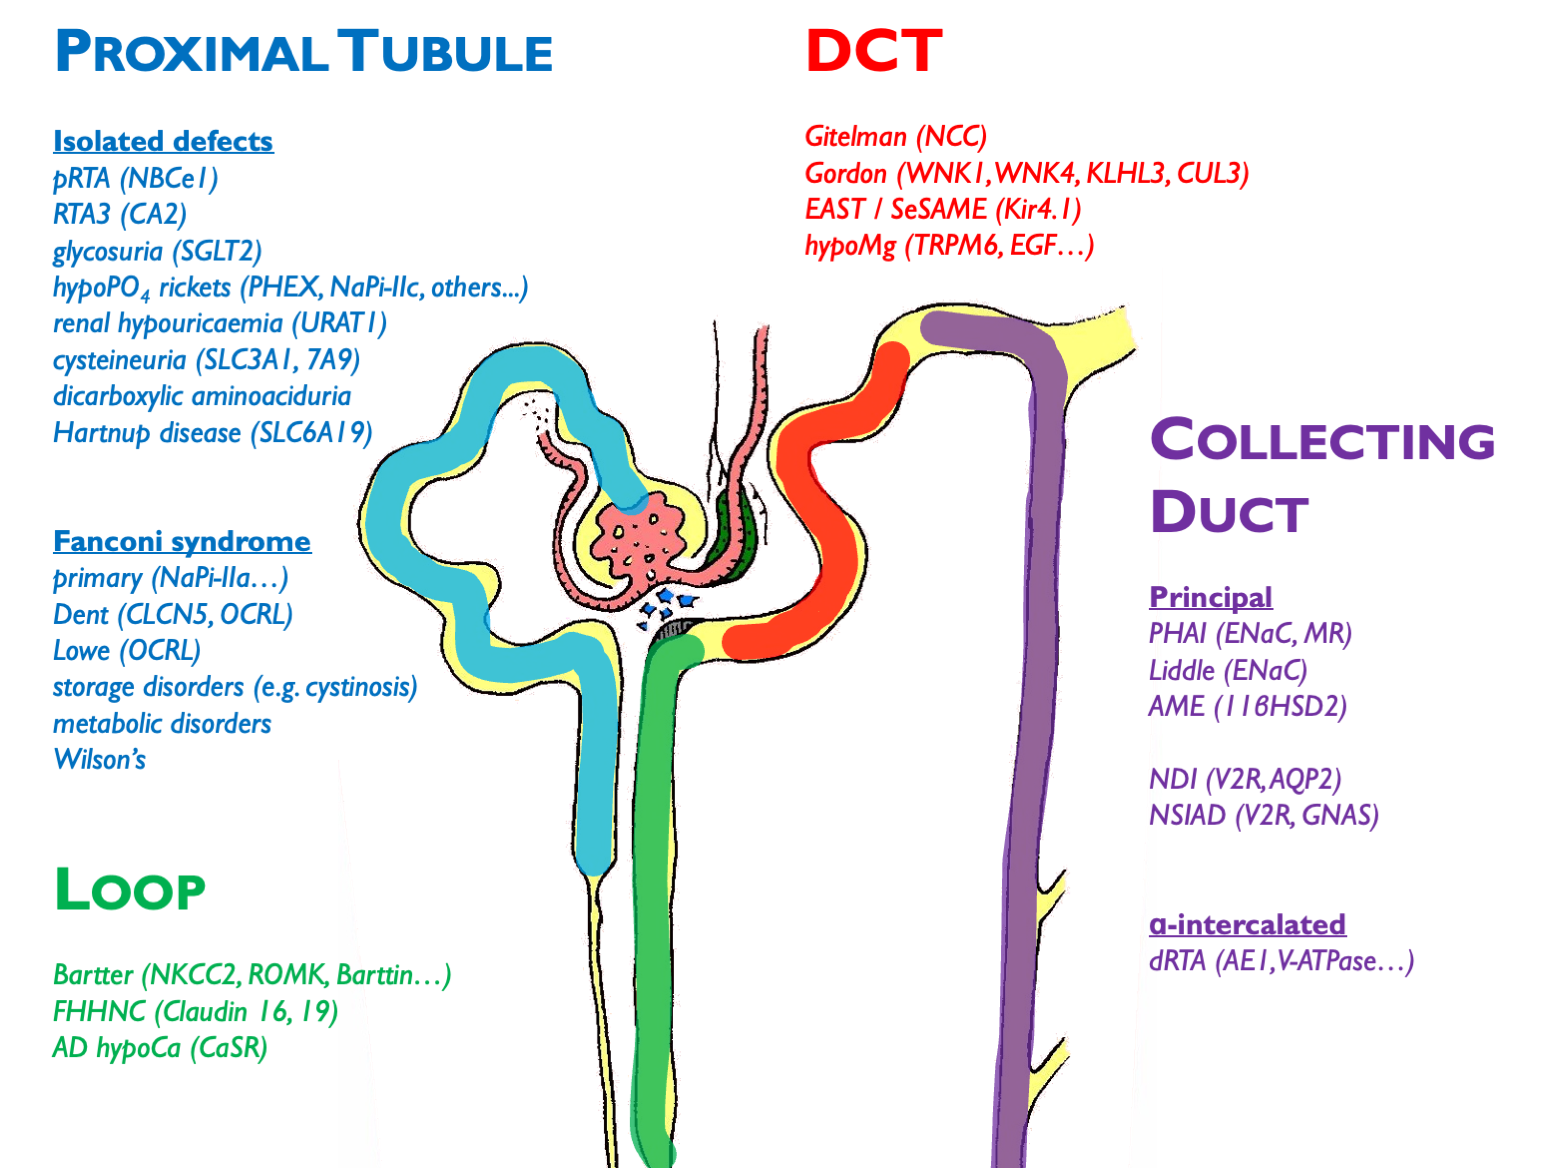 PROXIMAL TUBULE
Isolated defects
pRTA (NBCe1)
RTA3 (CA2)
glycosuria (SGLT2)
hypoPO₄ rickets (PHEX, NaPi-IIc, others...)
renal hypouricaemia (URAT1)
cysteineuria (SLC3A1, 7A9)
dicarboxylic aminoaciduria
Hartnup disease (SLC6A19)
Fanconi syndrome
primary (NaPi-IIa…)
Dent (CLCN5, OCRL)
Lowe (OCRL)
storage disorders (e.g. cystinosis)
metabolic disorders
Wilson’s
LOOP
Bartter (NKCC2, ROMK, Barttin…)
FHHNC (Claudin 16, 19)
AD hypoCa (CaSR)
DCT
Gitelman (NCC)
Gordon (WNK1, WNK4, KLHL3, CUL3)
EAST / SeSAME (Kir4.1)
hypoMg (TRPM6, EGF…)
COLLECTING
DUCT
Principal
PHAI (ENaC, MR)
Liddle (ENaC)
AME (11βHSD2)
NDI (V2R, AQP2)
NSIAD (V2R, GNAS)
α-intercalated
dRTA (AE1, V-ATPase…)